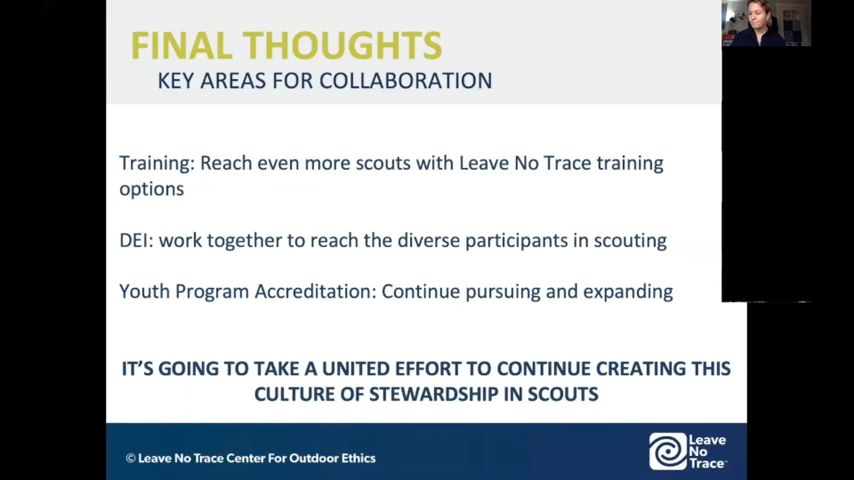 FINAL THOUGHTS
KEY AREAS FOR COLLABORATION
Training: Reach even more scouts with Leave No Trace training
options
DEI: work together to reach the diverse participants in scouting
Youth Program Accreditation: Continue pursuing and expanding
IT’S GOING TO TAKE A UNITED EFFORT TO CONTINUE CREATING THIS
CULTURE OF STEWARDSHIP IN SCOUTS
© Leave No Trace Center For Outdoor Ethics
Leave
No
Trace™